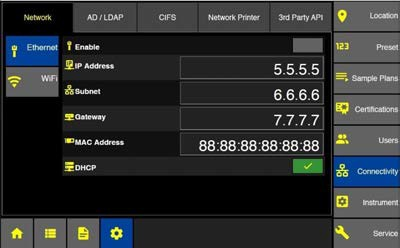 Network
AD / LDAP
CIFS
Network Printer
3rd Party API
Ethernet
WiFi
Enable
IP Address
5.5.5.5
Subnet
6.6.6.6
Gateway
7.7.7.7
MAC Address
88:88:88:88:88:88
DHCP
Location
123
Preset
Sample Plans
Certifications
Users
Connectivity
Instrument
Service